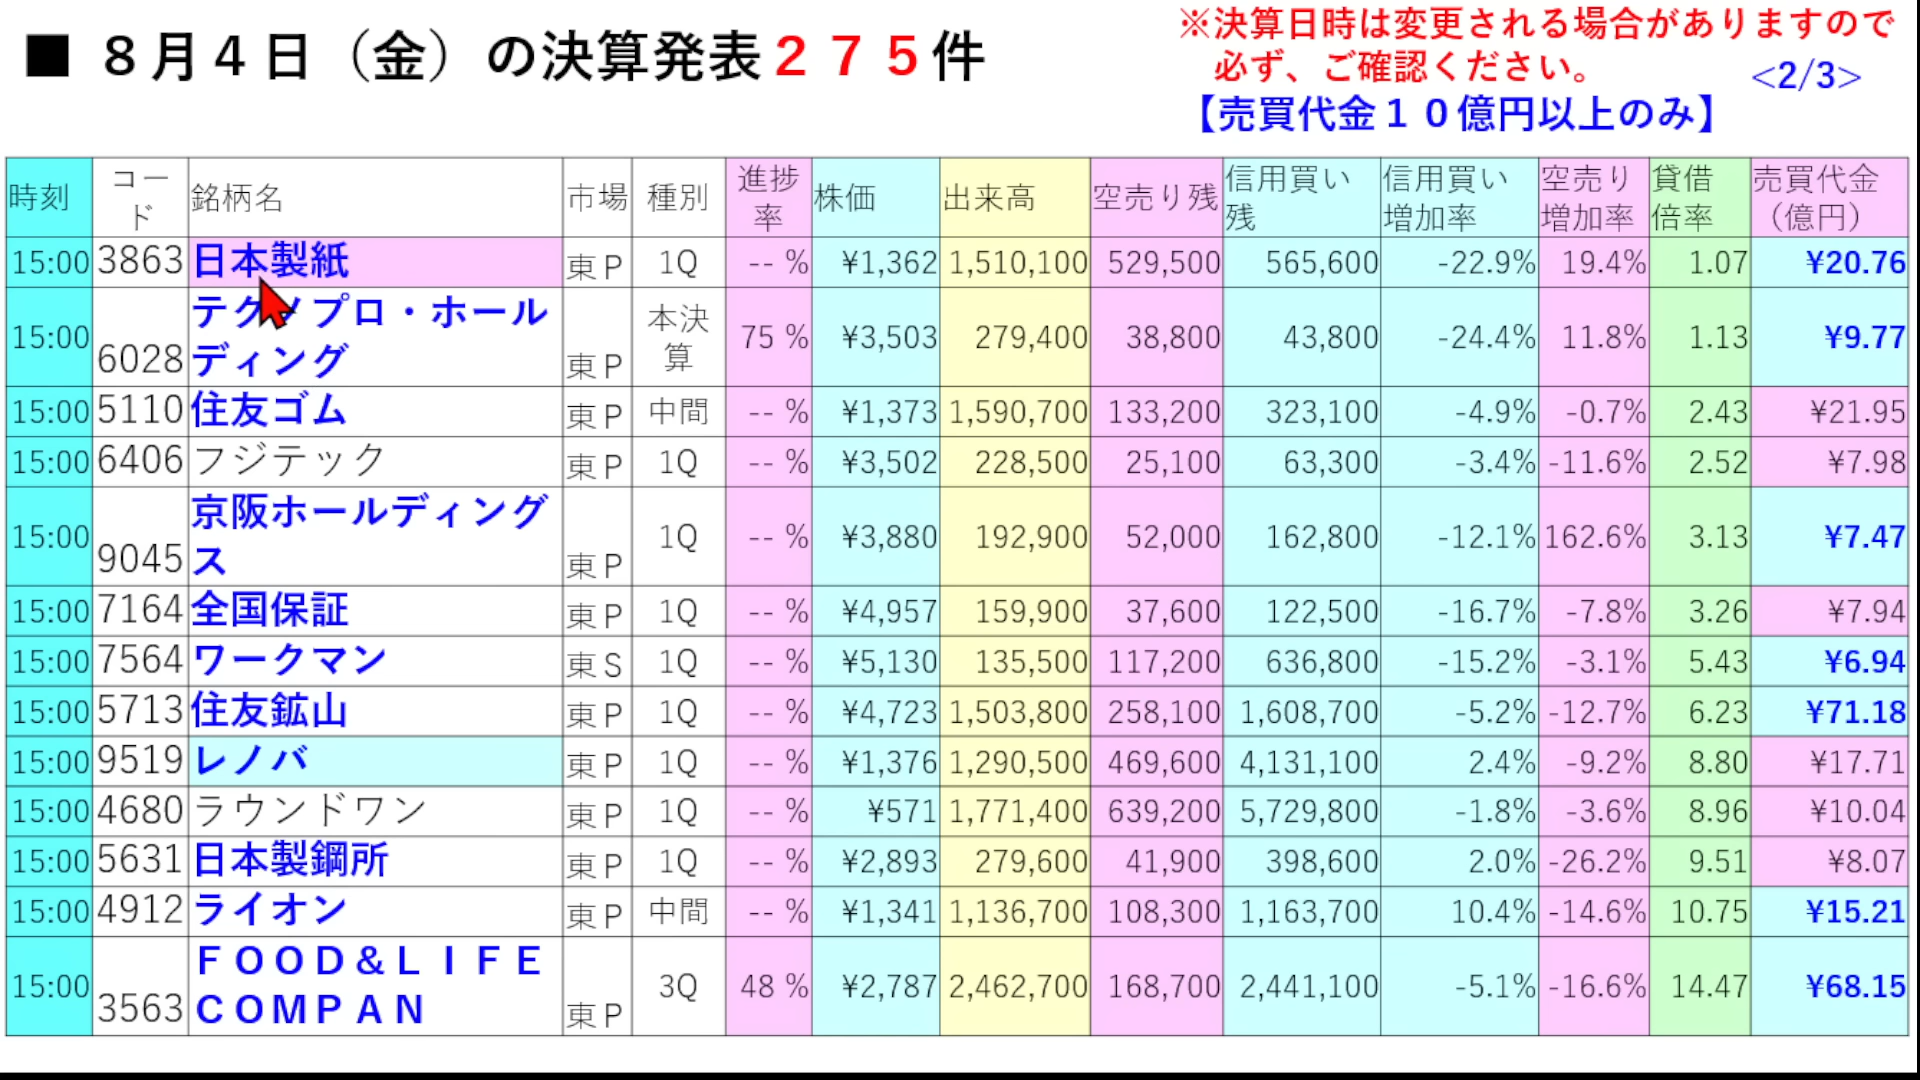 ■ ８月４日（金）の決算発表２７５件
※決算日時は変更される場合がありますので
必ず、ご確認ください。
<2/3>
【売買代金１０億円以上のみ】
時刻 コード 銘柄名 市場 種別 進捗率 株価 出来高 空売り残 信用買い残 信用買い増加率 空売り増加率 貸借倍率 売買代金（億円）
15:00 3863 日本製紙 東Ｐ 1Q -- % ¥1,362 1,510,100 529,500 565,600 -22.9% 19.4% 1.07 ¥20.76
15:00 6028 テクノプロ・ホールディング 東Ｐ 本決算 75 % ¥3,503 279,400 38,800 43,800 -24.4% 11.8% 1.13 ¥9.77
15:00 5110 住友ゴム 東Ｐ 中間 -- % ¥1,373 1,590,700 133,200 323,100 -4.9% -0.7% 2.43 ¥21.95
15:00 6406 フジテック 東Ｐ 1Q -- % ¥3,502 228,500 25,100 63,300 -3.4% -11.6% 2.52 ¥7.98
15:00 9045 京阪ホールディングス 東Ｐ 1Q -- % ¥3,880 192,900 52,000 162,800 -12.1% 162.6% 3.13 ¥7.47
15:00 7164 全国保証 東Ｐ 1Q -- % ¥4,957 159,900 37,600 122,500 -16.7% -7.8% 3.26 ¥7.94
15:00 7564 ワークマン 東Ｓ 1Q -- % ¥5,130 135,500 117,200 636,800 -15.2% -3.1% 5.43 ¥6.94
15:00 5713 住友鉱山 東Ｐ 1Q -- % ¥4,723 1,503,800 258,100 1,608,700 -5.2% -12.7% 6.23 ¥71.18
15:00 9519 レノバ 東Ｐ 1Q -- % ¥1,376 1,290,500 469,600 4,131,100 2.4% -9.2% 8.80 ¥17.71
15:00 4680 ラウンドワン 東Ｐ 1Q -- % ¥571 1,771,400 639,200 5,729,800 -1.8% -3.6% 8.96 ¥10.04
15:00 5631 日本製鋼所 東Ｐ 1Q -- % ¥2,893 279,600 41,900 398,600 2.0% -26.2% 9.51 ¥8.07
15:00 4912 ライオン 東Ｐ 中間 -- % ¥1,341 1,136,700 108,300 1,163,700 10.4% -14.6% 10.75 ¥15.21
15:00 3563 ＦＯＯＤ＆ＬＩＦＥ ＣＯＭＰＡＮ 東Ｐ 3Q 48 % ¥2,787 2,462,700 168,700 2,441,100 -5.1% -16.6% 14.47 ¥68.15